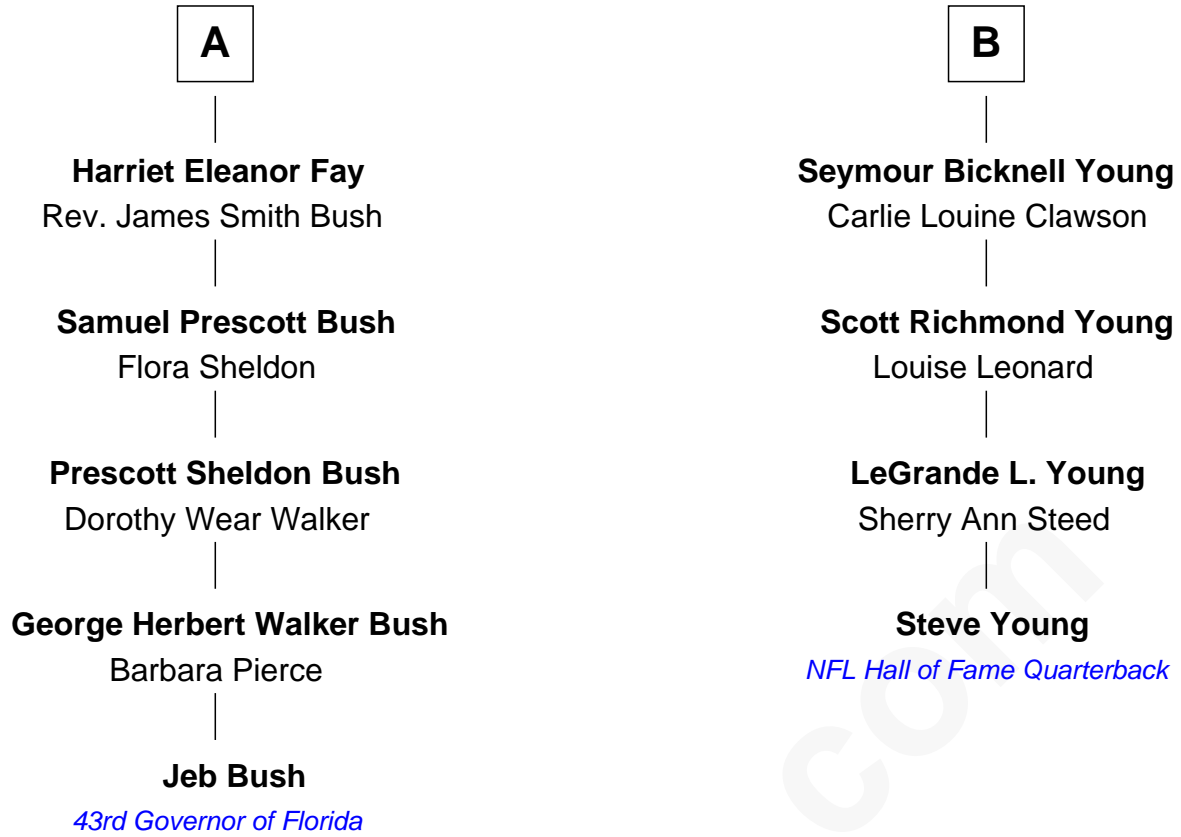 A
Harriet Eleanor Fay
Rev. James Smith Bush
Samuel Prescott Bush
Flora Sheldon
Prescott Sheldon Bush
Dorothy Wear Walker
George Herbert Walker Bush
Barbara Pierce
Jeb Bush
43rd Governor of Florida
B
Seymour Bicknell Young
Carlie Louine Clawson
Scott Richmond Young
Louise Leonard
LeGrande L. Young
Sherry Ann Steed
Steve Young
NFL Hall of Fame Quarterback
com